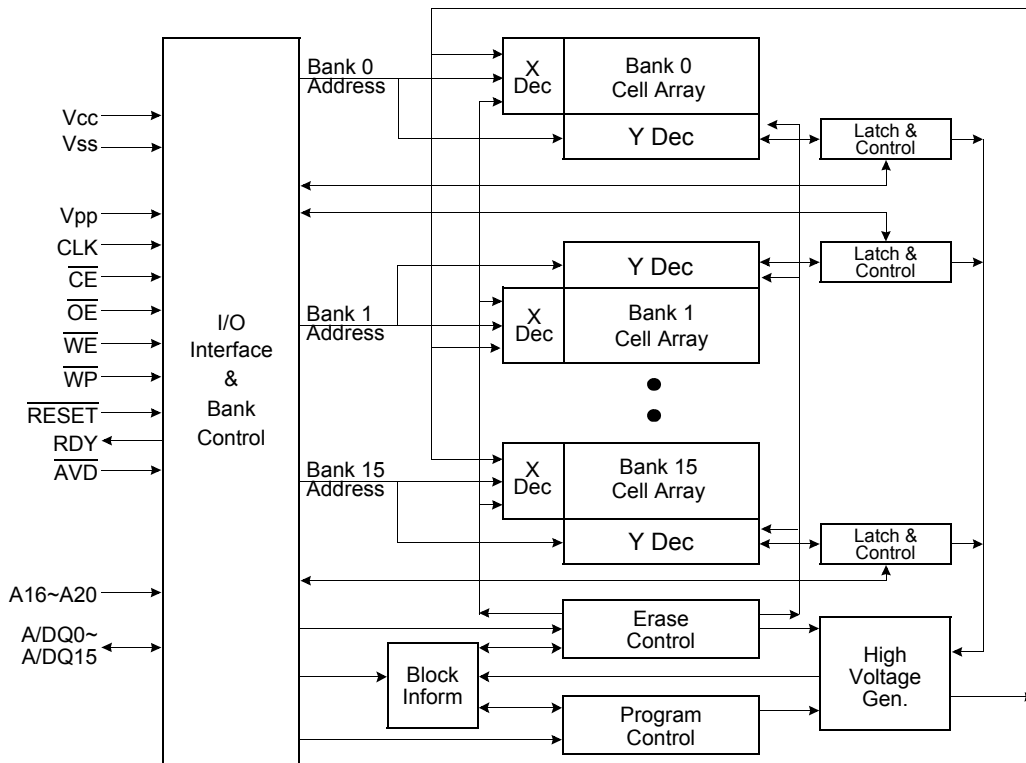 Vcc
Vss
Vpp
CLK
CE
OE
WE
WP
RESET
RDY
AVD
A16~A20
A/DQ0~
A/DQ15
I/O
Interface
&
Bank
Control
Bank 0
Address
X
Dec
Bank 0
Cell Array
Y Dec
Latch &
Control
Bank 1
Address
Y Dec
X
Dec
Bank 1
Cell Array
Latch &
Control
Bank 15
Address
X
Dec
Bank 15
Cell Array
Y Dec
Latch &
Control
Erase
Control
Block
Inform
Program
Control
High
Voltage
Gen.